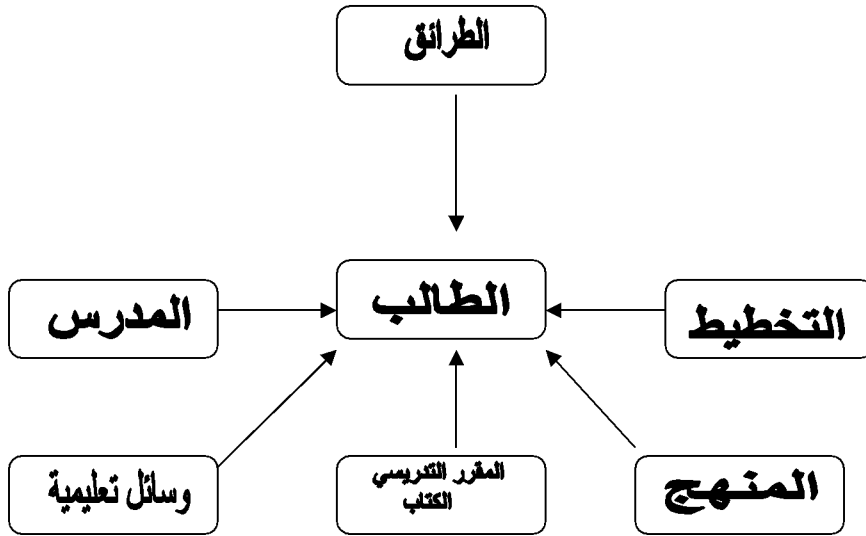 الطرائق
التخطيط
الطالب
المدرس
المنهج
المقرر التدريسي
الكتاب
وسائل تعليمية